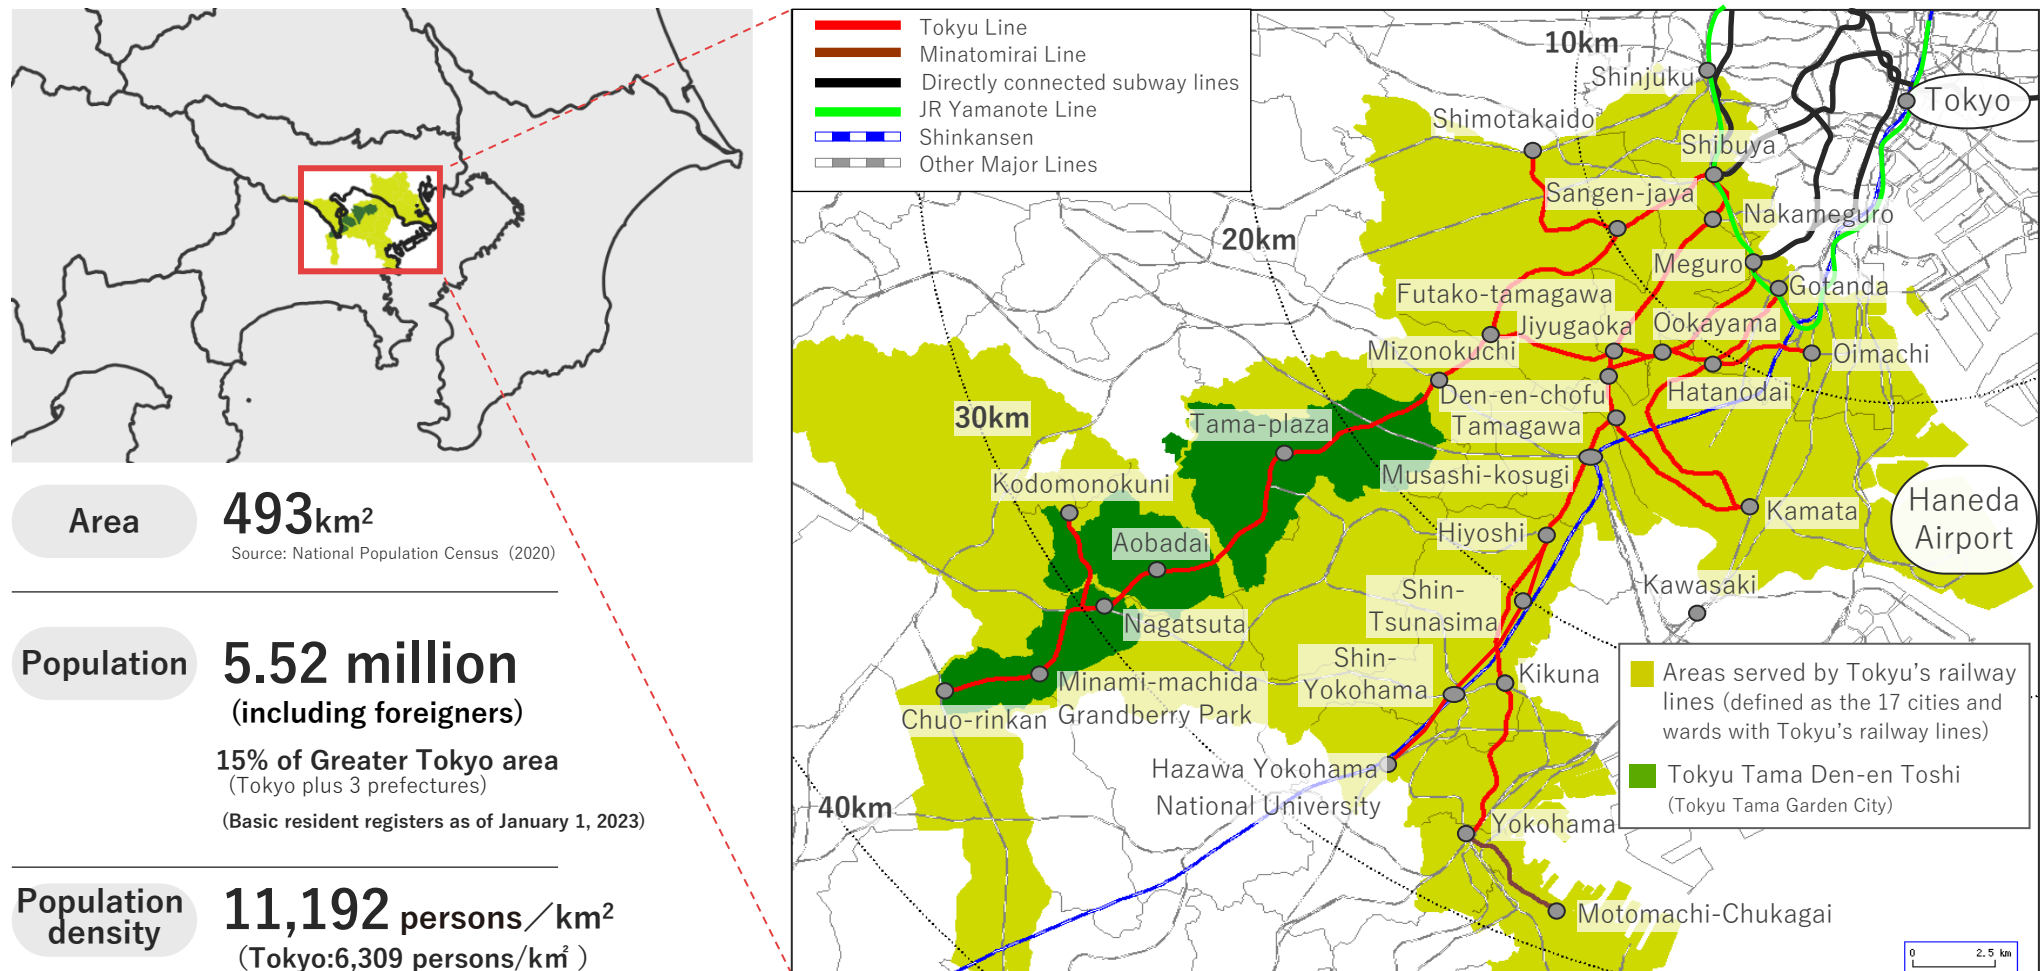 Area
493km²
Source: National Population Census (2020)
Population
5.52 million
(including foreigners)
15% of Greater Tokyo area
(Tokyo plus 3 prefectures)
(Basic resident registers as of January 1, 2023)
Population
density
11,192 persons／km²
(Tokyo:6,309 persons/km²)
Tokyu Line
Minatomirai Line
Directly connected subway lines
JR Yamanote Line
Shinkansen
Other Major Lines
10km
20km
30km
40km
Shinjuku
Tokyo
Shimotakaido
Shibuya
Sangen-jaya
Nakameguro
Meguro
Gotanda
Futako-tamagawa
Jiyugaoka
Ookayama
Oimachi
Mizonokuchi
Den-en-chofu
Hatanodai
Tama-plaza
Tamagawa
Musashi-kosugi
Kodomonokuni
Kamata
Haneda
Airport
Hiyoshi
Aobadai
Shin-
Tsunasima
Kawasaki
Nagatsuta
Shin-
Yokohama
Kikuna
Minami-machida
Grandberry Park
Chuo-rinkan
Hazawa Yokohama
National University
Yokohama
Motomachi-Chukagai
Areas served by Tokyu's railway
lines (defined as the 17 cities and
wards with Tokyu's railway lines)
Tokyu Tama Den-en Toshi
(Tokyu Tama Garden City)
0 2.5 km